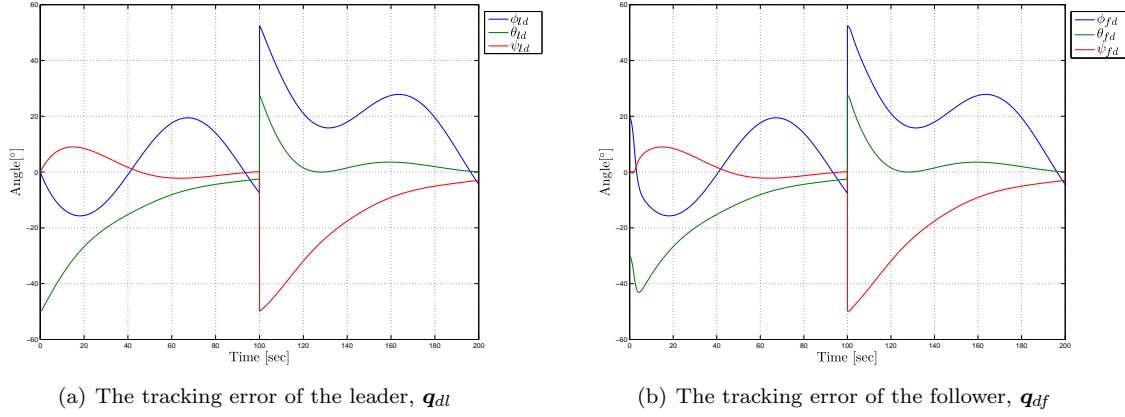 60
40
20
0
−20
−40
−60
0 20 40 60 80 100 120 140 160 180 200
Angle[°]
Time [sec]
ϕld
θld
ψld
(a) The tracking error of the leader, qdl
60
40
20
0
−20
−40
−60
0 20 40 60 80 100 120 140 160 180 200
Angle[°]
Time [sec]
ϕfd
θfd
ψfd
(b) The tracking error of the follower, qdf